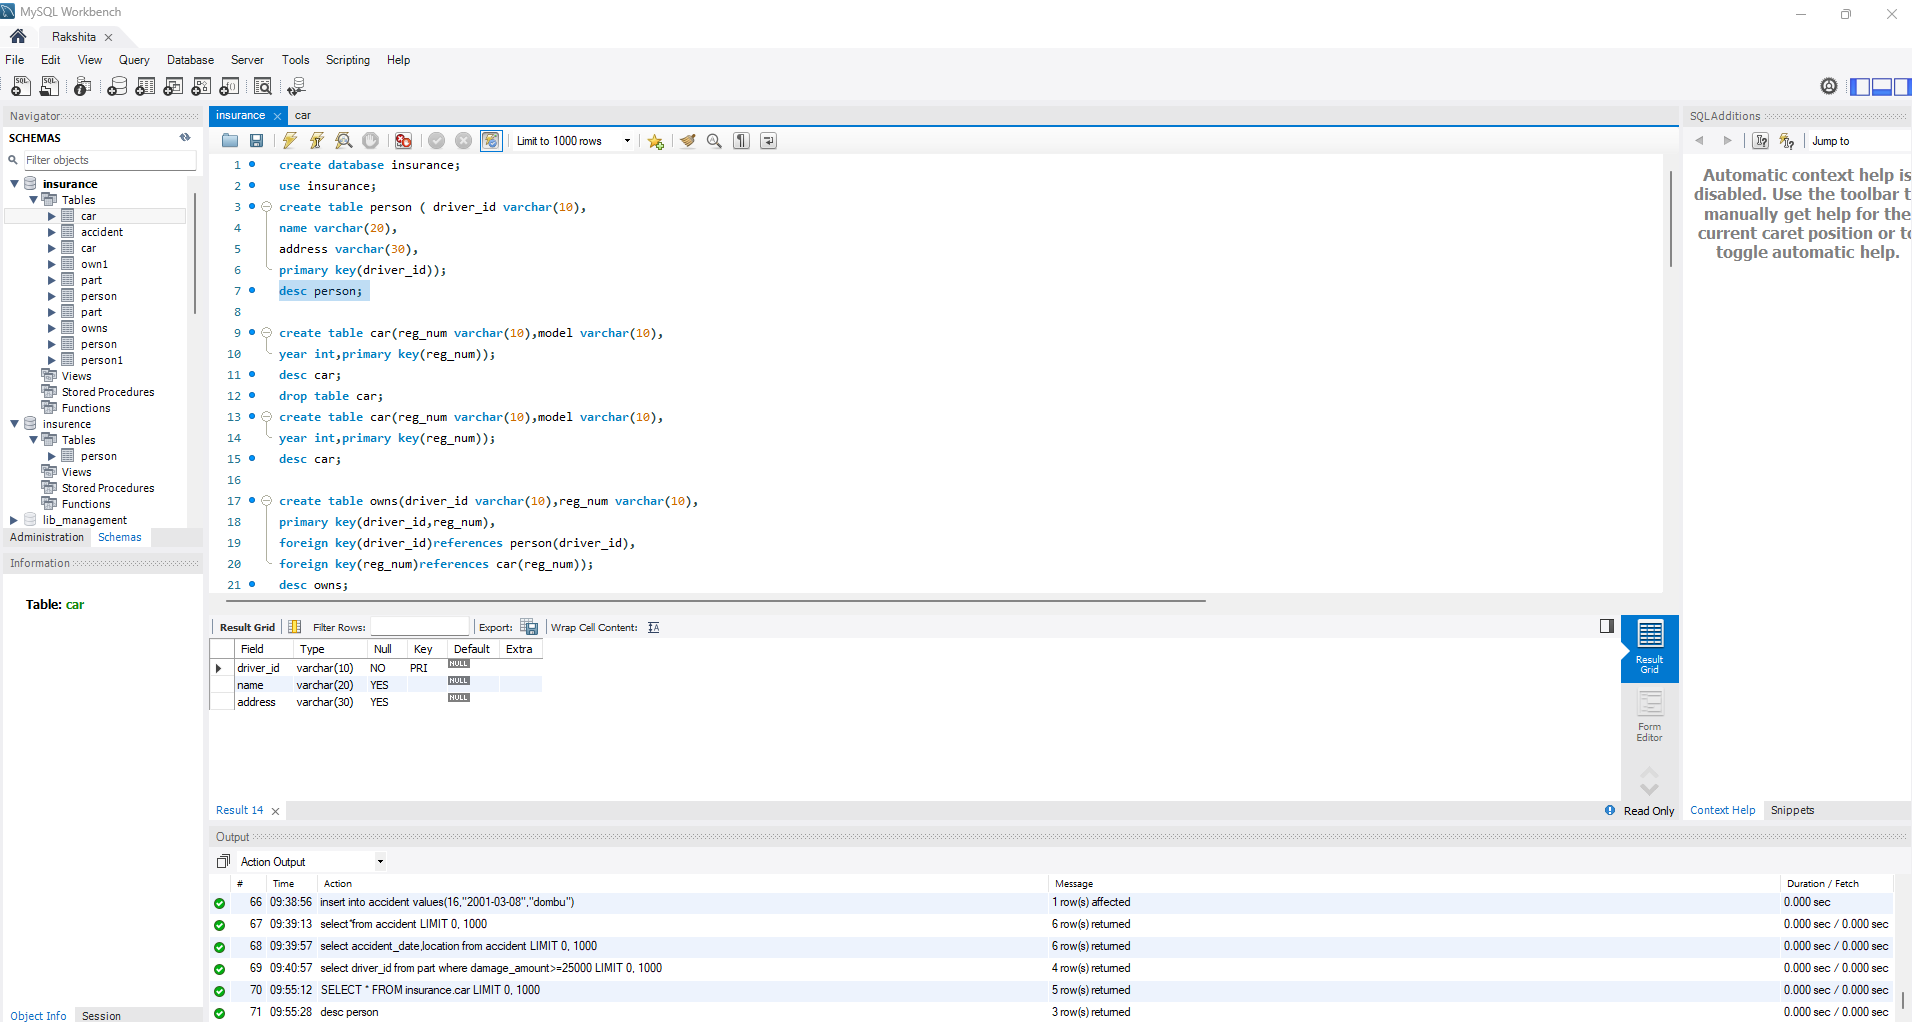 MySQL Workbench
Rakshita
File Edit View Query Database Server Tools Scripting Help
Navigator
SCHEMAS
Filter objects
insurance
Tables
car
accident
car
own1
part
person
part
owns
person
person1
Views
Stored Procedures
Functions
insurence
Tables
person
Views
Stored Procedures
Functions
lib_management
Administration Schemas
Information
Table: car
Object Info Session
insurance car
Limit to 1000 rows
1 create database insurance;
2 use insurance;
3 create table person ( driver_id varchar(10),
4 name varchar(20),
5 address varchar(30),
6 primary key(driver_id));
7 desc person;
8
9 create table car(reg_num varchar(10),model varchar(10),
10 year int,primary key(reg_num));
11 desc car;
12 drop table car;
13 create table car(reg_num varchar(10),model varchar(10),
14 year int,primary key(reg_num));
15 desc car;
16
17 create table owns(driver_id varchar(10),reg_num varchar(10),
18 primary key(driver_id,reg_num),
19 foreign key(driver_id)references person(driver_id),
20 foreign key(reg_num)references car(reg_num));
21 desc owns;
Result Grid Filter Rows: Export: Wrap Cell Content:
Field Type Null Key Default Extra
driver_id varchar(10) NO PRI NULL
name varchar(20) YES NULL
address varchar(30) YES NULL
Result
Grid
Form
Editor
Result 14
Read Only
SQLAdditions
Jump to
Automatic context help is
disabled. Use the toolbar t
manually get help for the
current caret position or to
toggle automatic help.
Context Help Snippets
Output
Action Output
# Time Action Message Duration / Fetch
66 09:38:56 insert into accident values(16,"2001-03-08","dombu") 1 row(s) affected 0.000 sec
67 09:39:13 select*from accident LIMIT 0, 1000 6 row(s) returned 0.000 sec / 0.000 sec
68 09:39:57 select accident_date,location from accident LIMIT 0, 1000 6 row(s) returned 0.000 sec / 0.000 sec
69 09:40:57 select driver_id from part where damage_amount>=25000 LIMIT 0, 1000 4 row(s) returned 0.000 sec / 0.000 sec
70 09:55:12 SELECT * FROM insurance.car LIMIT 0, 1000 5 row(s) returned 0.000 sec / 0.000 sec
71 09:55:28 desc person 3 row(s) returned 0.000 sec / 0.000 sec